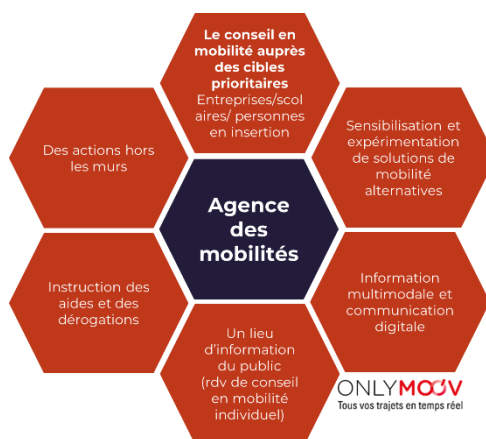 Le conseil en
mobilité auprès
des cibles
prioritaires
Entreprises/scol
aires/ personnes
en insertion
Des actions hors
les murs
Sensibilisation et
expérimentation
de solutions de
mobilité
alternatives
Agence
des
mobilités
Instruction des
aides et des
dérogations
Information
multimodale et
communication
digitale
Un lieu
d'information
du public
(rdv de conseil
en mobilité
individuel)
ONLYMOOV
Tous vos trajets en temps réel